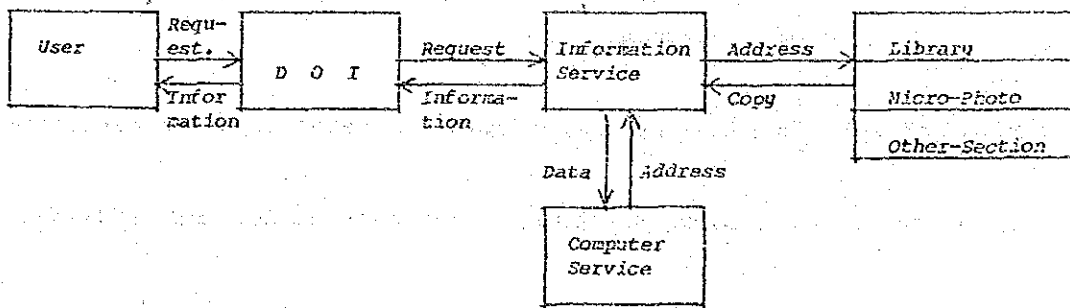 User
Requ-
est.
Infor
mation
D O I
Request
Informa-
tion
Information
Service
Address
Copy
Library
Micro-Photo
Other-Section
Data
Address
Computer
Service